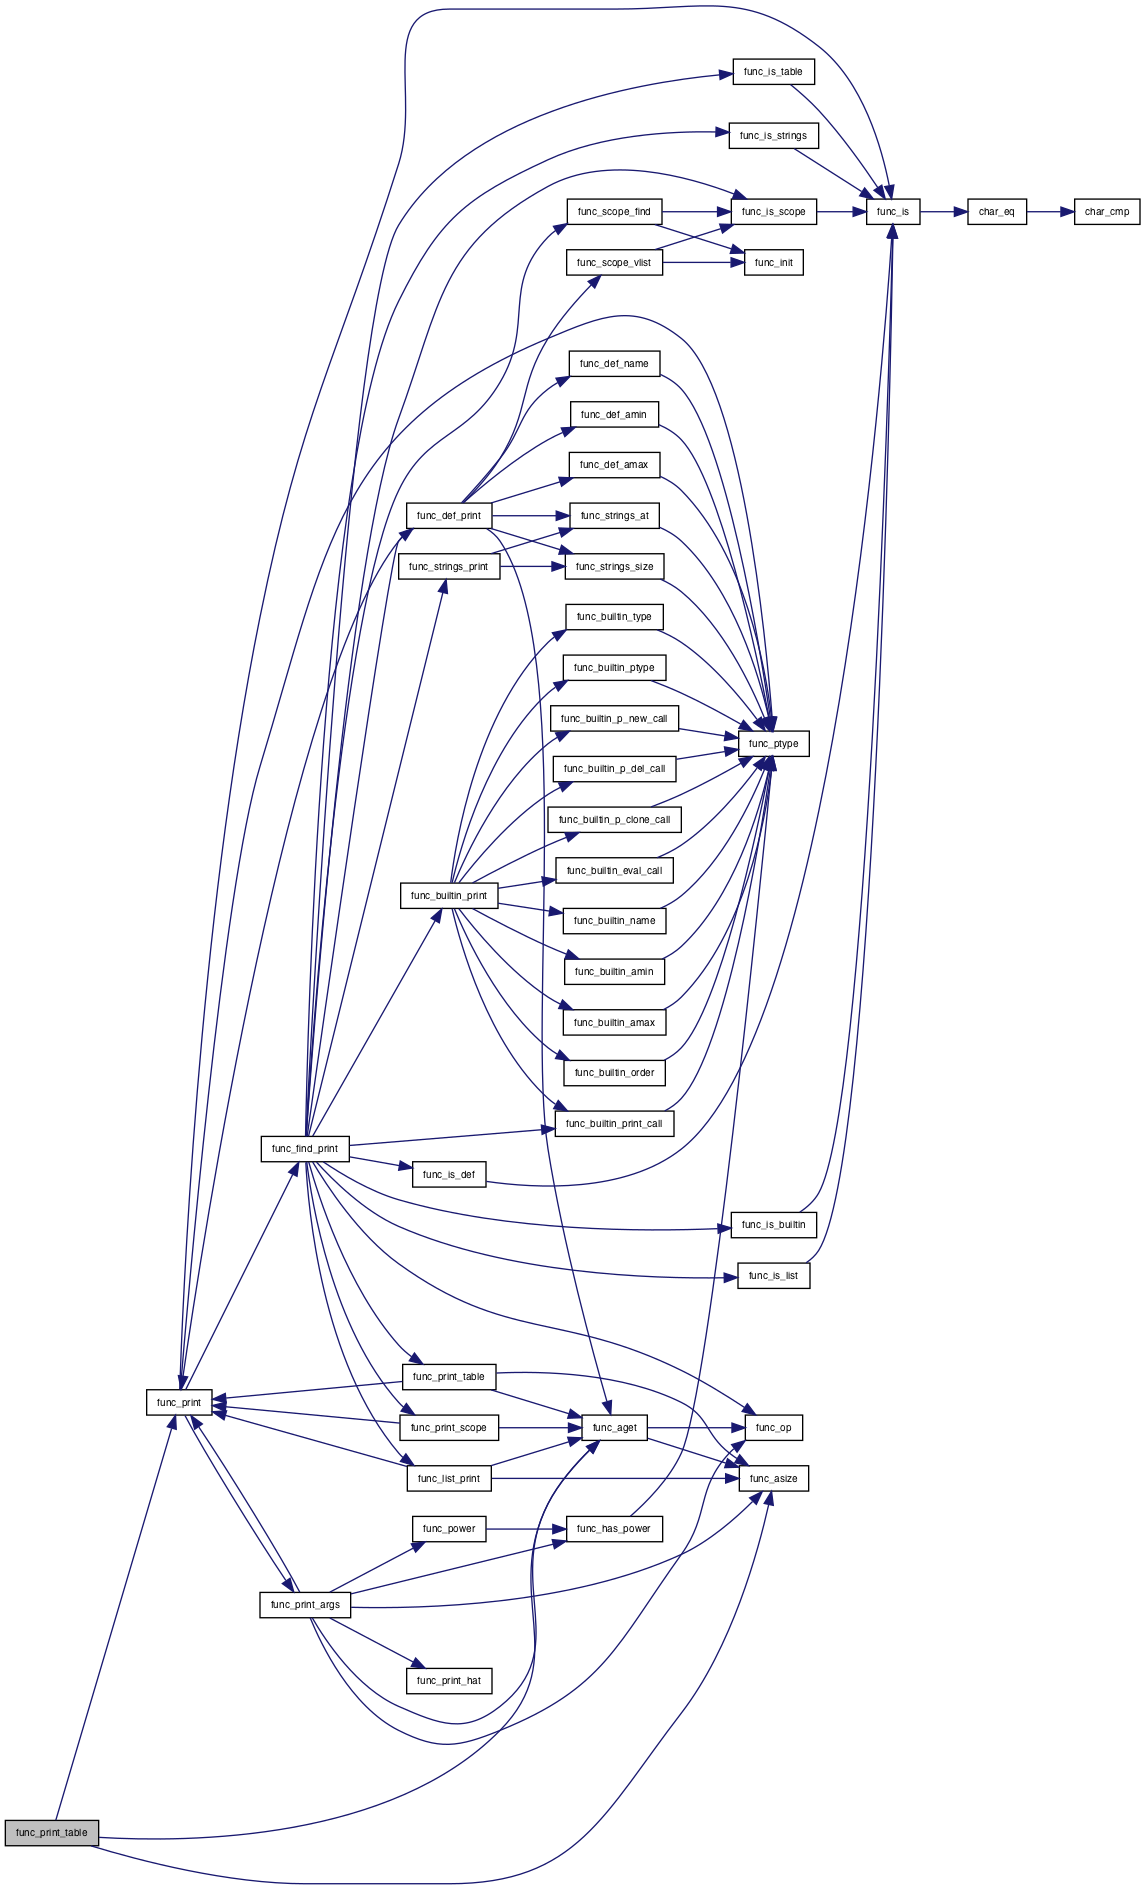 func_is_table
func_is_strings
func_scope_find
func_is_scope
func_is
char_eq
char_cmp
func_scope_vlist
func_init
func_def_name
func_def_amin
func_def_amax
func_def_print
func_strings_at
func_strings_print
func_strings_size
func_builtin_type
func_builtin_ptype
func_builtin_p_new_call
func_ptype
func_builtin_p_del_call
func_builtin_p_clone_call
func_builtin_eval_call
func_builtin_print
func_builtin_name
func_builtin_amin
func_builtin_amax
func_builtin_order
func_builtin_print_call
func_find_print
func_is_def
func_is_builtin
func_is_list
func_print_table
func_print
func_print_scope
func_aget
func_op
func_list_print
func_asize
func_power
func_has_power
func_print_args
func_print_hat
func_print_table